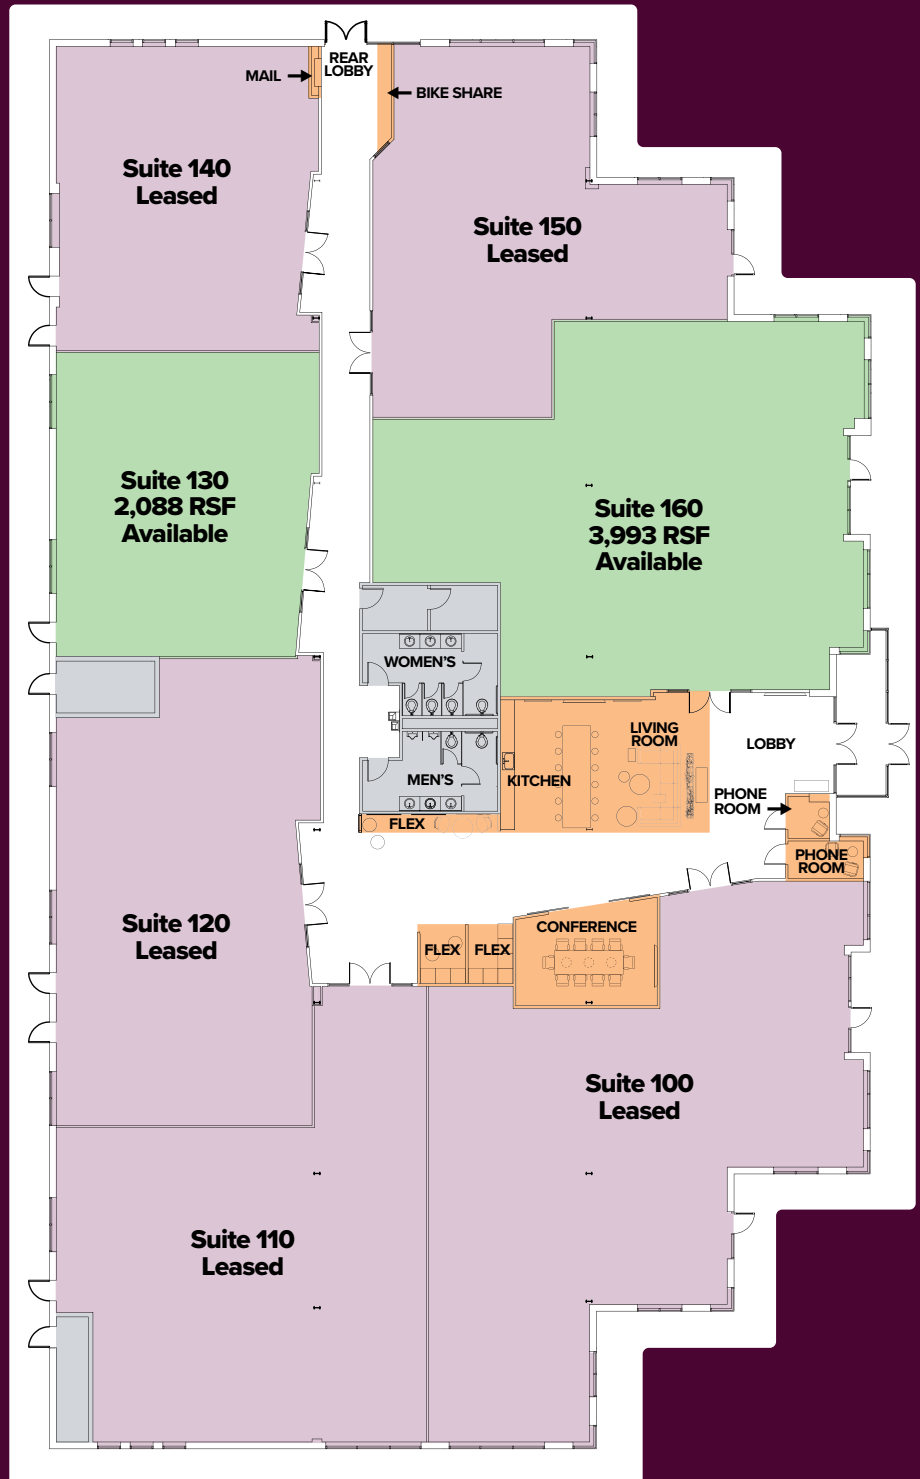 REAR
LOBBY
MAIL
BIKE SHARE
Suite 140
Leased
Suite 150
Leased
Suite 130
2,088 RSF
Available
Suite 160
3,993 RSF
Available
WOMEN'S
MEN'S
KITCHEN
LIVING
ROOM
LOBBY
PHONE
ROOM
FLEX
PHONE
ROOM
Suite 120
Leased
FLEX
FLEX
CONFERENCE
Suite 100
Leased
Suite 110
Leased